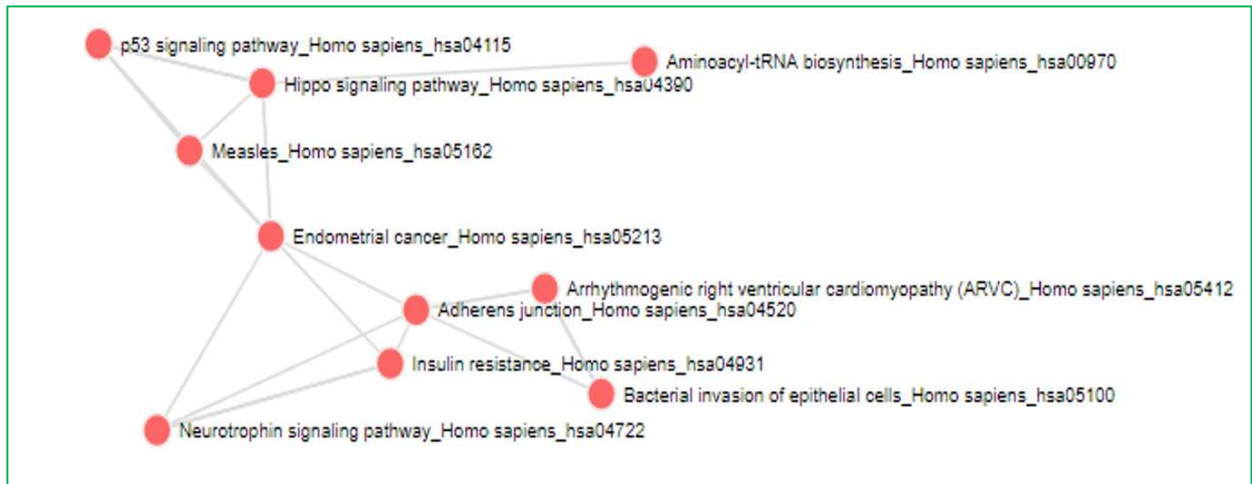 p53 signaling pathway_Homo sapiens_hsa04115
Aminoacyl-tRNA biosynthesis_Homo sapiens_hsa00970
Hippo signaling pathway_Homo sapiens_hsa04390
Measles_Homo sapiens_hsa05162
Endometrial cancer_Homo sapiens_hsa05213
Arrhythmogenic right ventricular cardiomyopathy (ARVC)_Homo sapiens_hsa05412
Adherens junction_Homo sapiens_hsa04520
Insulin resistance_Homo sapiens_hsa04931
Bacterial invasion of epithelial cells_Homo sapiens_hsa05100
Neurotrophin signaling pathway_Homo sapiens_hsa04722